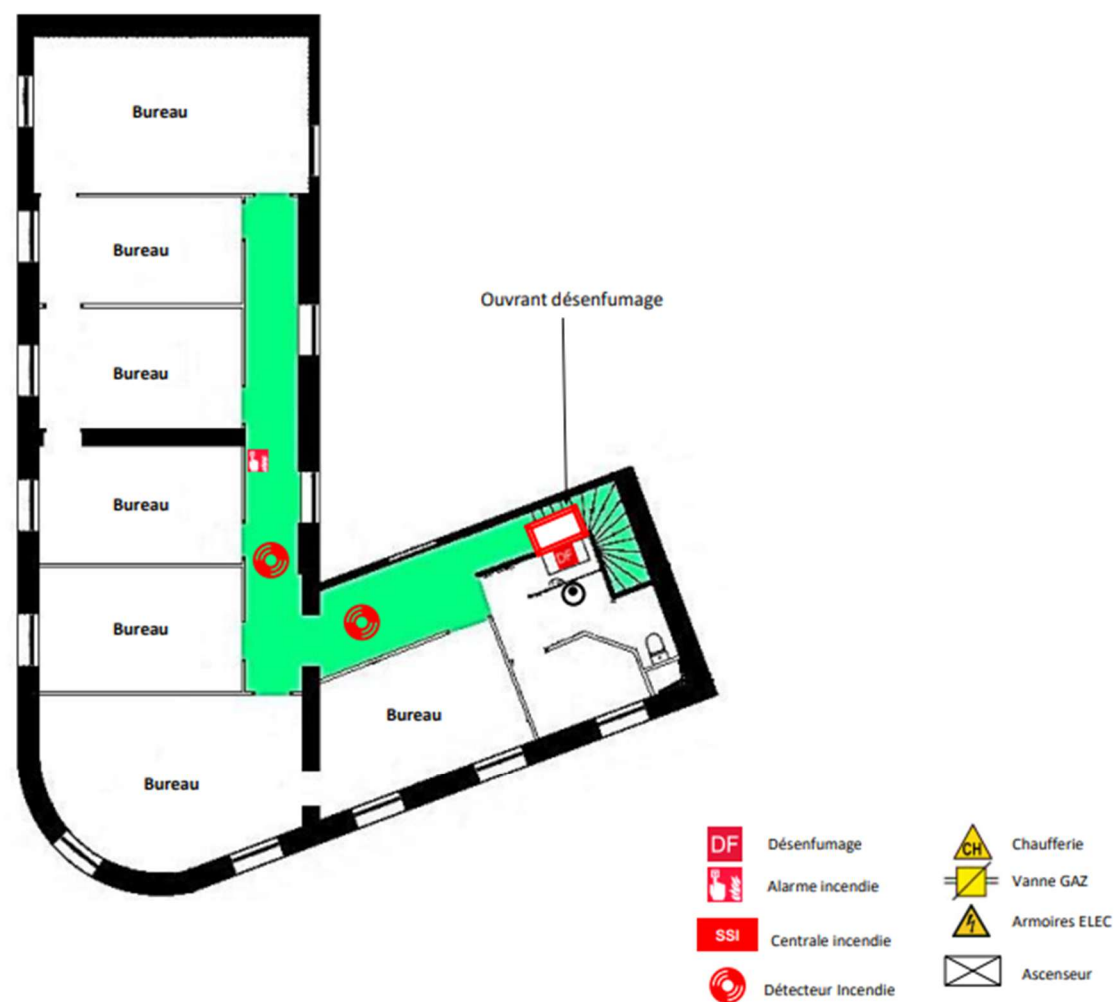 Bureau
Bureau
Ouvrant désenfumage
Bureau
Bureau
DF
Bureau
Bureau
Bureau
DF Désenfumage
Alarme incendie
SSI Centrale incendie
Détecteur Incendie
CH Chaufferie
Vanne GAZ
Armoires ELEC
Ascenseur